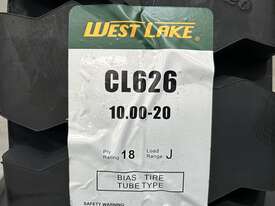 WEST LAKE
CL626
10.00-20
Ply Rating 18 Load Range J
BIAS TIRE
TUBE TYPE
SAFETY WARNING